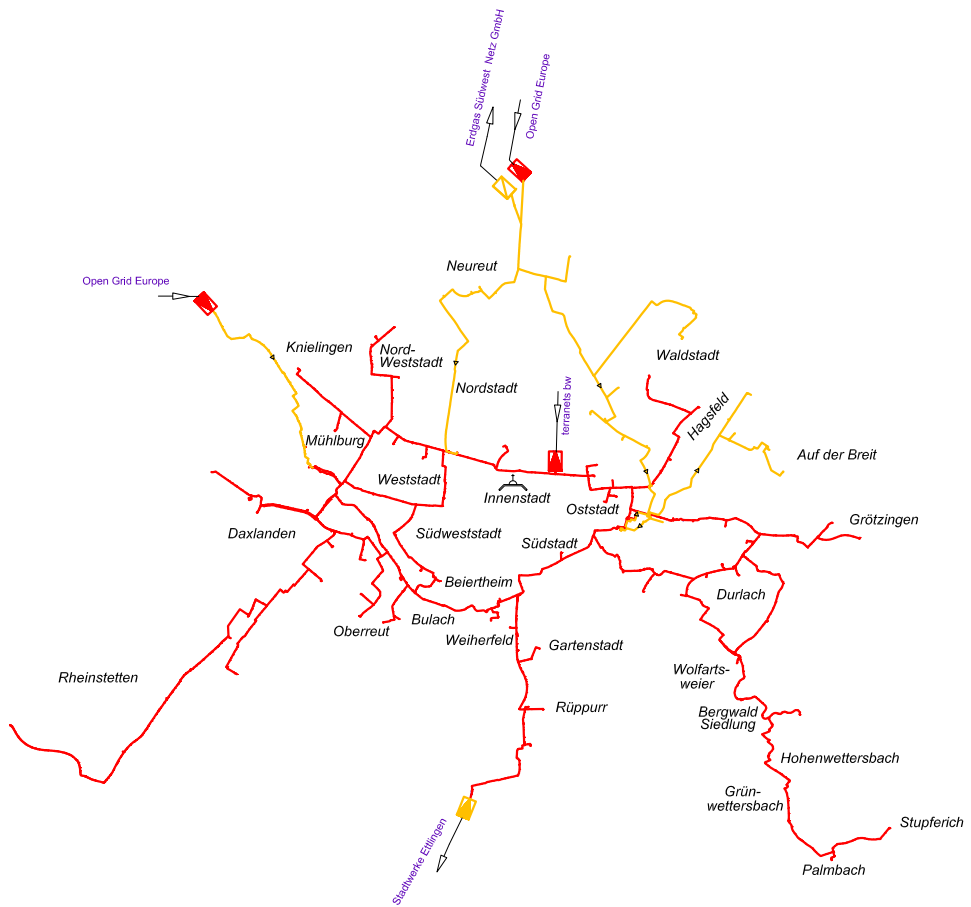 Erdgas Südwest Netz GmbH
Open Grid Europe
Neureut
Open Grid Europe
Knielingen
Nord-
Weststadt
Waldstadt
Nordstadt
terranets bw
Hagsfeld
Mühlburg
Auf der Breit
Weststadt
Innenstadt
Oststadt
Grötzingen
Daxlanden
Südweststadt
Südstadt
Beiertheim
Durlach
Bulach
Oberreut
Weiherfeld
Gartenstadt
Rheinstetten
Wolfarts-
weier
Rüppurr
Bergwald
Siedlung
Hohenwettersbach
Grün-
wettersbach
Stupferich
Stadtwerke Ettlingen
Palmbach